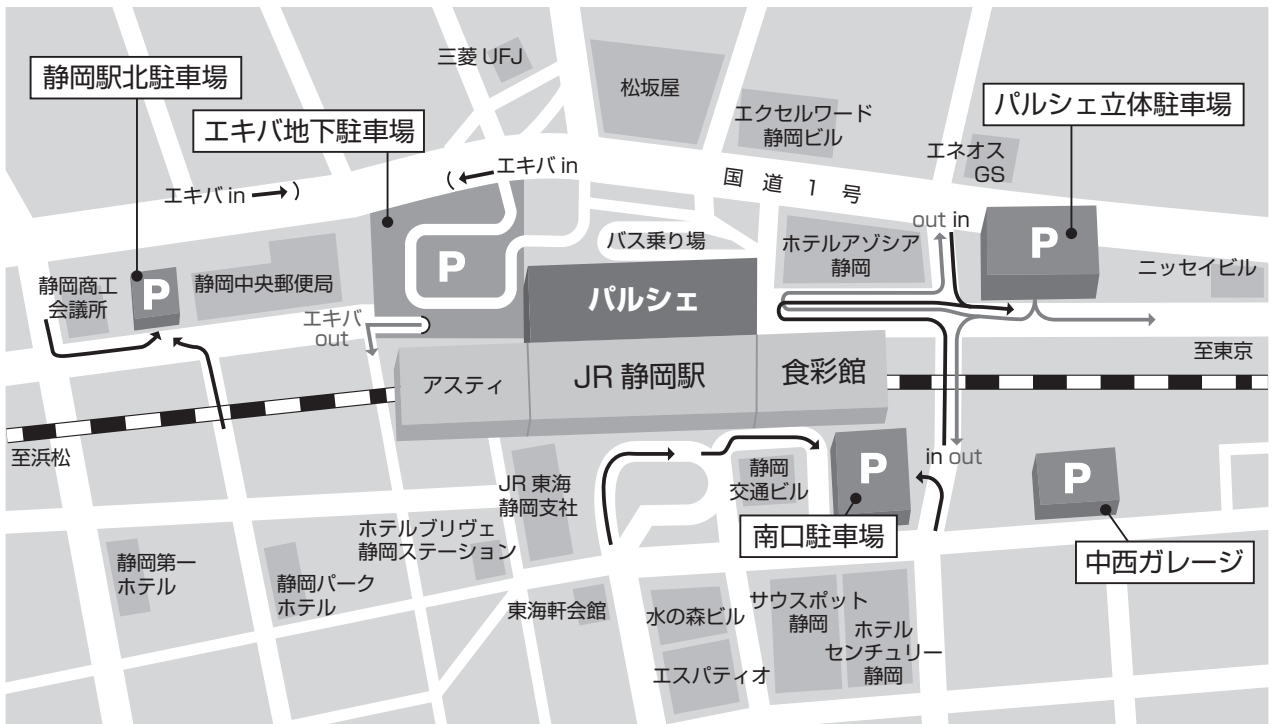 三菱 UFJ
静岡駅北駐車場
松坂屋
エキバ地下駐車場
エクセルワード
静岡ビル
パルシェ立体駐車場
エネオス
GS
エキバ in
エキバ in
国道1号
out in
P
バス乗り場
ホテルアゾシア
静岡
P
ニッセイビル
静岡商工
会議所
P
静岡中央郵便局
パルシェ
エキバ
out
至東京
アスティ
JR 静岡駅
食彩館
至浜松
in out
P
P
JR 東海
静岡支社
静岡
交通ビル
ホテルブリヴェ
静岡ステーション
南口駐車場
中西ガレージ
静岡第一
ホテル
静岡パーク
ホテル
東海軒会館
水の森ビル
サウスポット
静岡
ホテル
センチュリー
静岡
エスパティオ